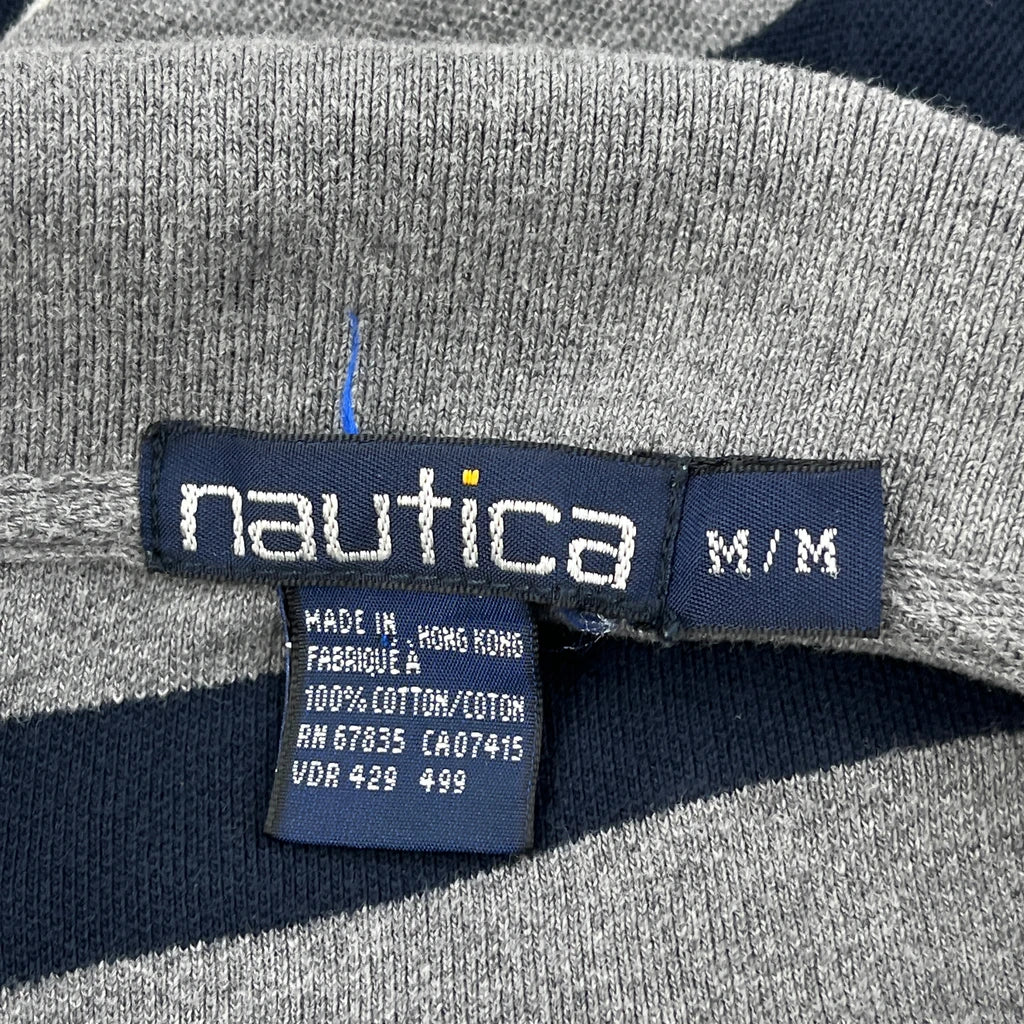 nautica
M/M
MADE IN HONG KONG
FABRIQUE À
100% COTTON/COTON
RN 67835 CA07415
VDR 429 499